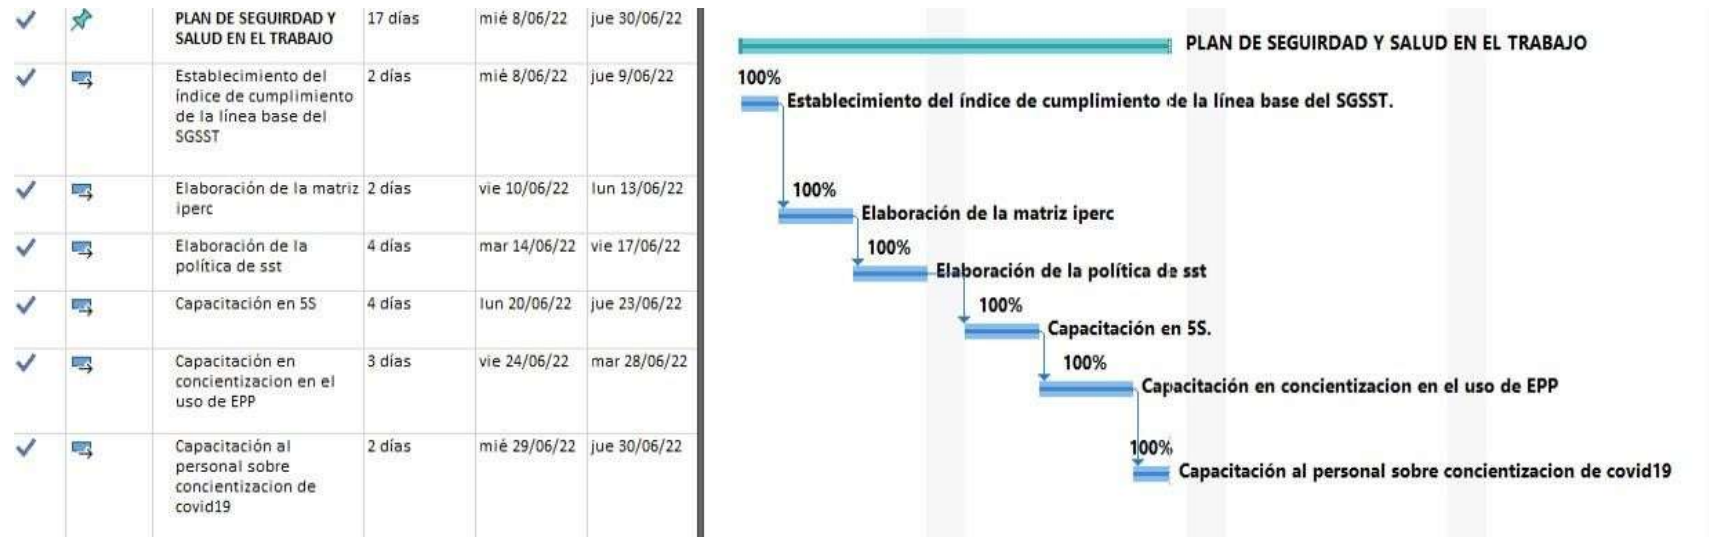 PLAN DE SEGUIRDAD Y
SALUD EN EL TRABAJO
17 días
mié 8/06/22
jue 30/06/22
Establecimiento del
índice de cumplimiento
de la línea base del
SGSST
2 días
mié 8/06/22
jue 9/06/22
Elaboración de la matriz
iperc
2 días
vie 10/06/22
lun 13/06/22
Elaboración de la
política de sst
4 días
mar 14/06/22
vie 17/06/22
Capacitación en 5S
4 días
lun 20/06/22
jue 23/06/22
Capacitación en
concientizacion en el
uso de EPP
3 días
vie 24/06/22
mar 28/06/22
Capacitación al
personal sobre
concientizacion de
covid19
2 días
mié 29/06/22
jue 30/06/22
PLAN DE SEGUIRDAD Y SALUD EN EL TRABAJO
100%
Establecimiento del índice de cumplimiento de la línea base del SGSST.
100%
Elaboración de la matriz iperc
100%
Elaboración de la política de sst
100%
Capacitación en 5S.
100%
Capacitación en concientizacion en el uso de EPP
100%
Capacitación al personal sobre concientizacion de covid19